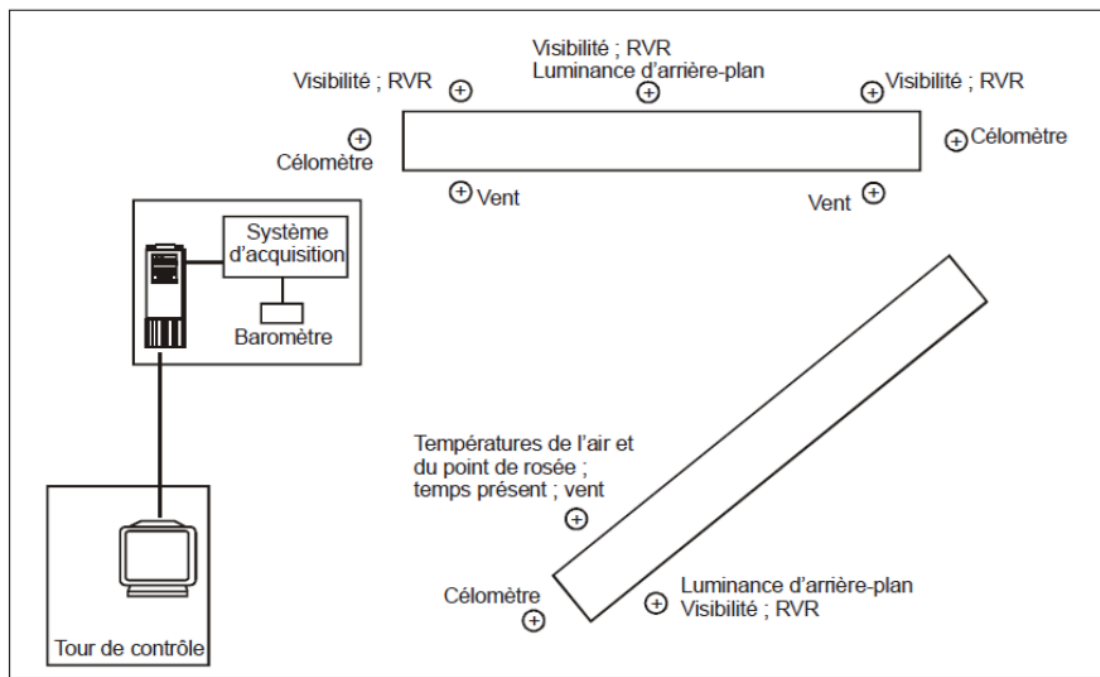 Visibilité ; RVR
Luminance d'arrière-plan
Visibilité ; RVR
Visibilité ; RVR
Célomètre
Célomètre
Vent
Vent
Système
d'acquisition
Baromètre
Températures de l'air et
du point de rosée ;
temps présent ; vent
Célomètre
Luminance d'arrière-plan
Visibilité ; RVR
Tour de contrôle